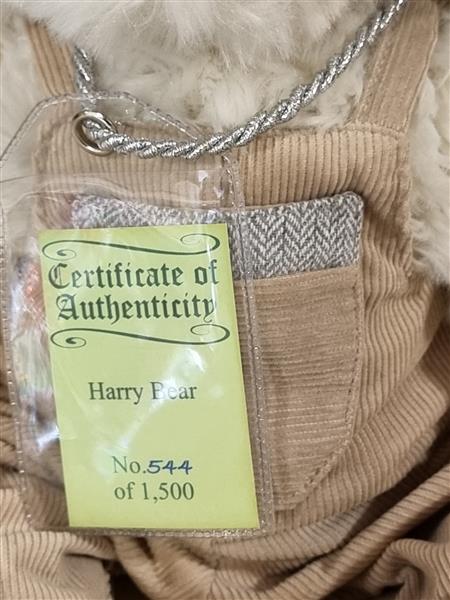 Certificate of
Authenticity
Harry Bear
No.544
of 1,500